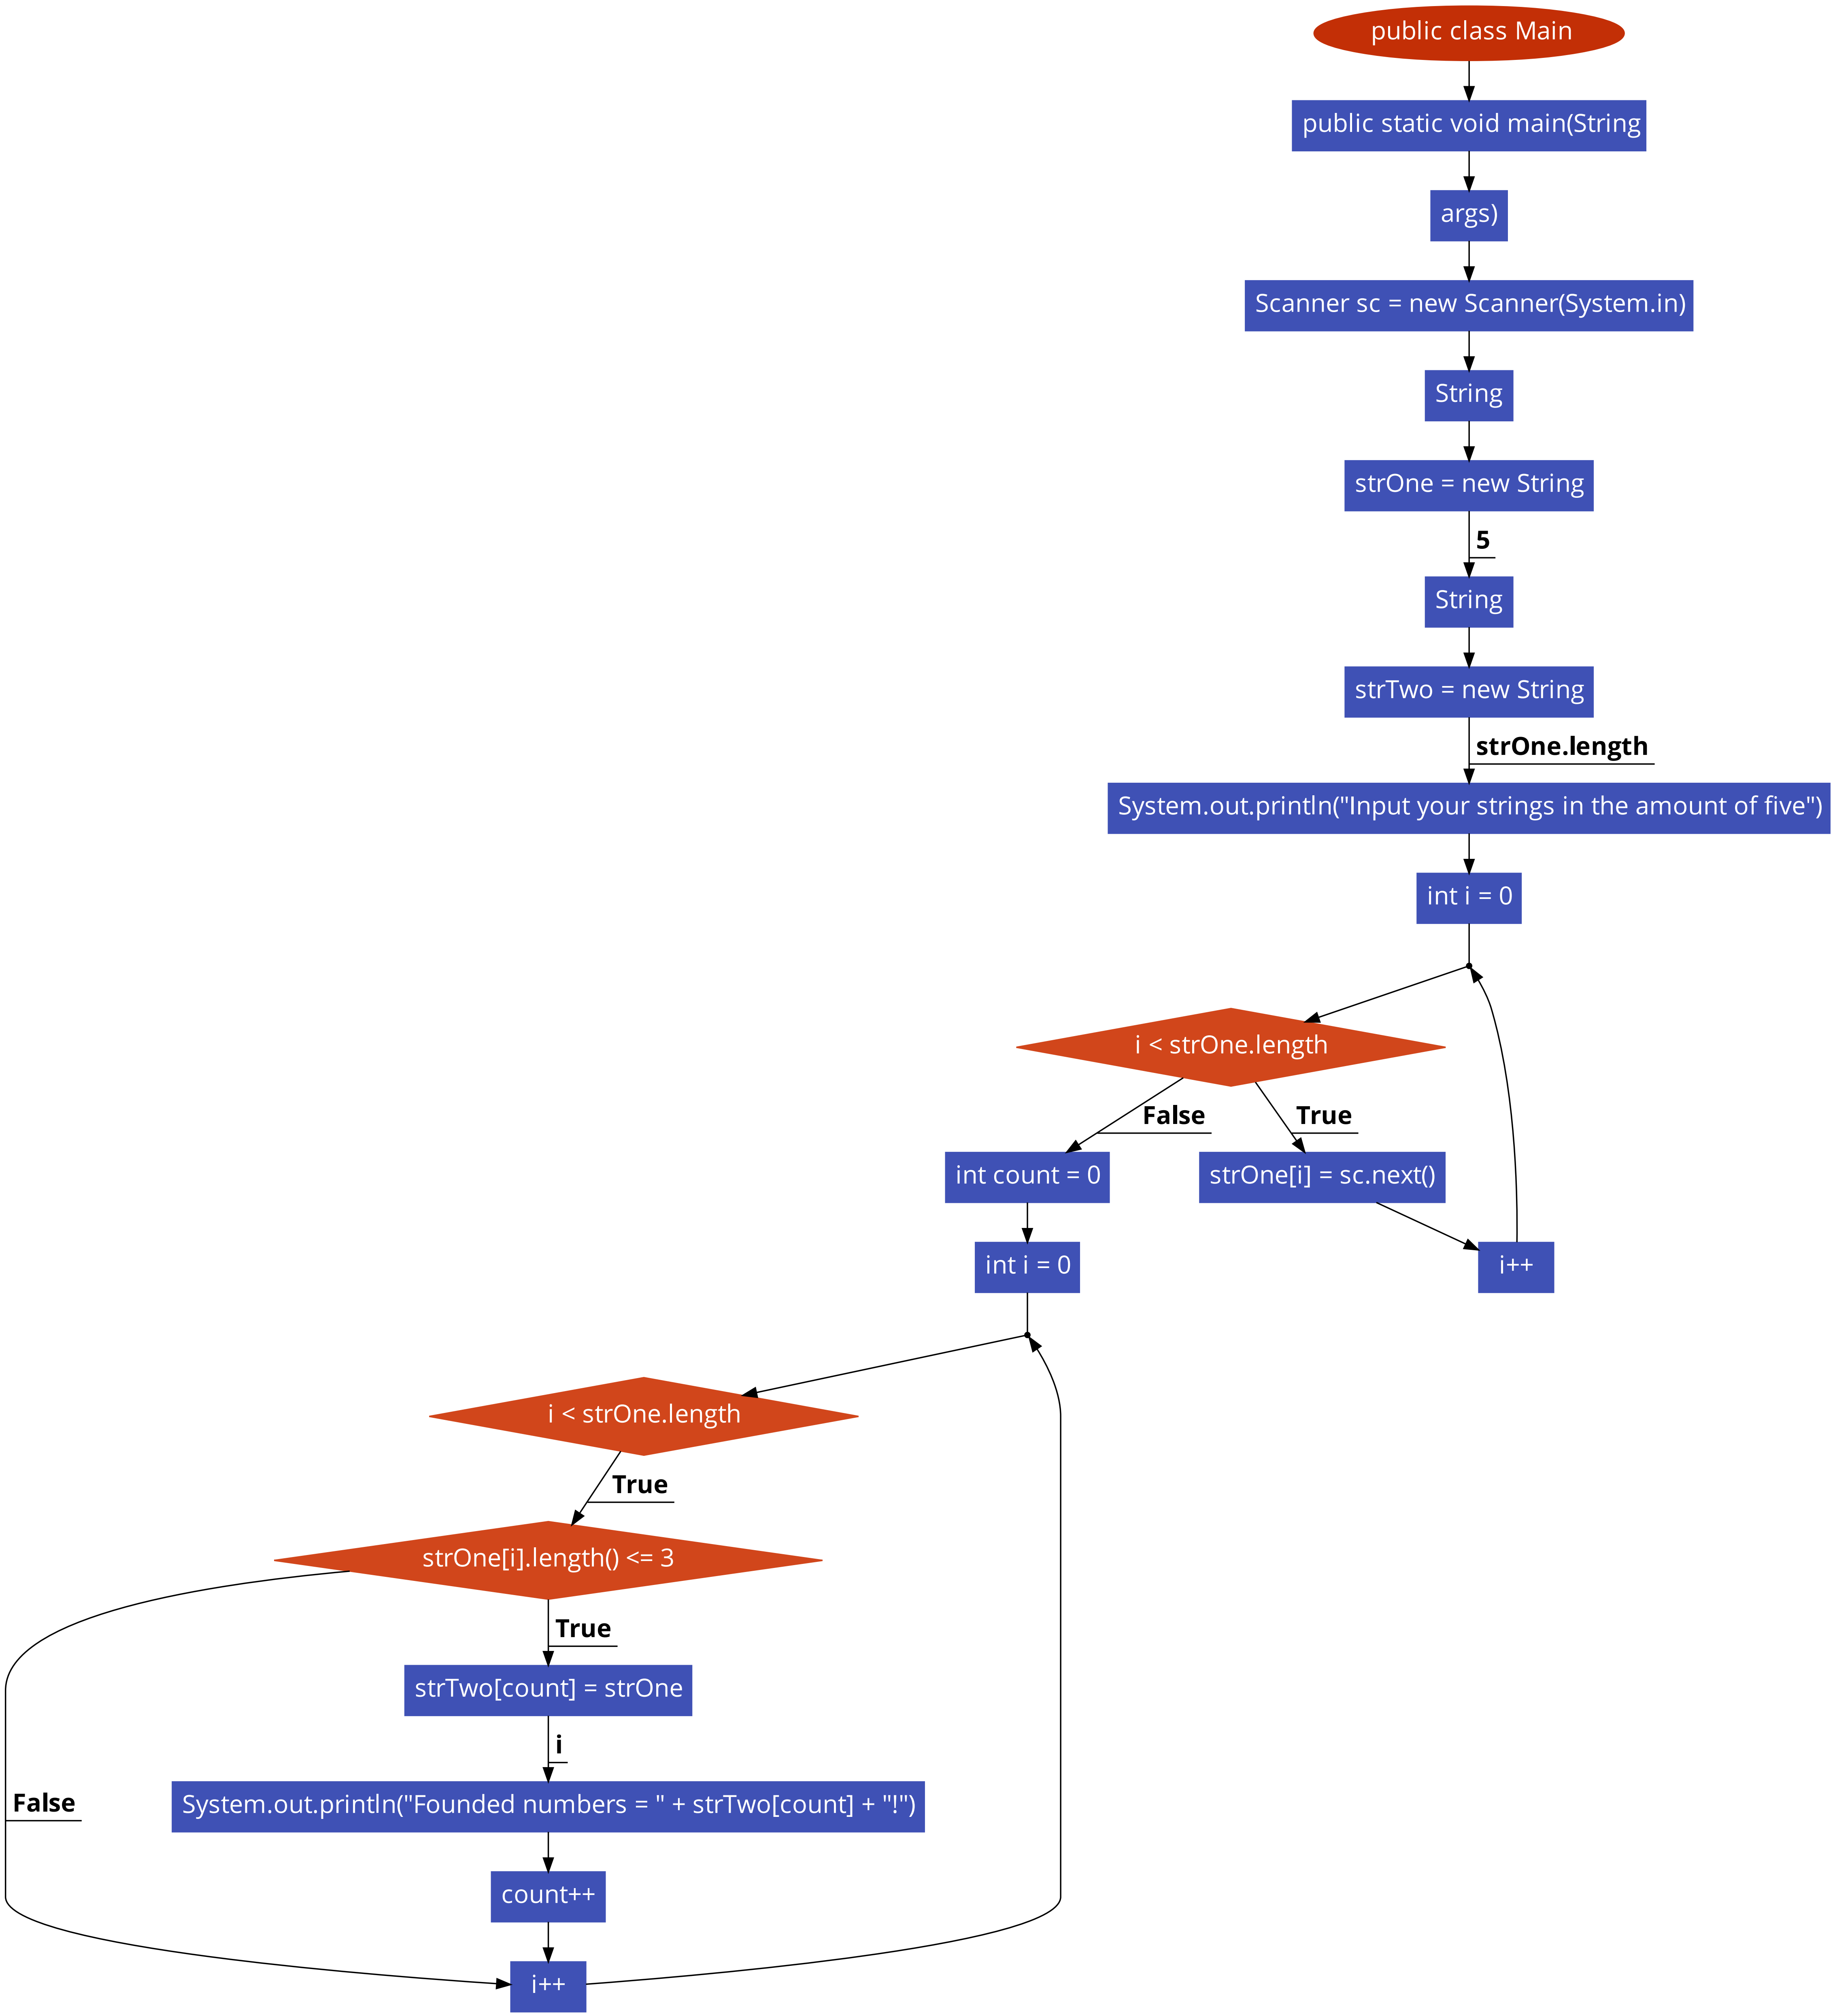 public class Main
public static void main(String
args)
Scanner sc = new Scanner(System.in)
String
strOne = new String
5
String
strTwo = new String
strOne.length
System.out.println("Input your strings in the amount of five")
int i = 0
i < strOne.length
False
True
int count = 0
strOne[i] = sc.next()
int i = 0
i++
i < strOne.length
True
strOne[i].length() <= 3
True
strTwo[count] = strOne
i
False
System.out.println("Founded numbers = " + strTwo[count] + "!")
count++
i++